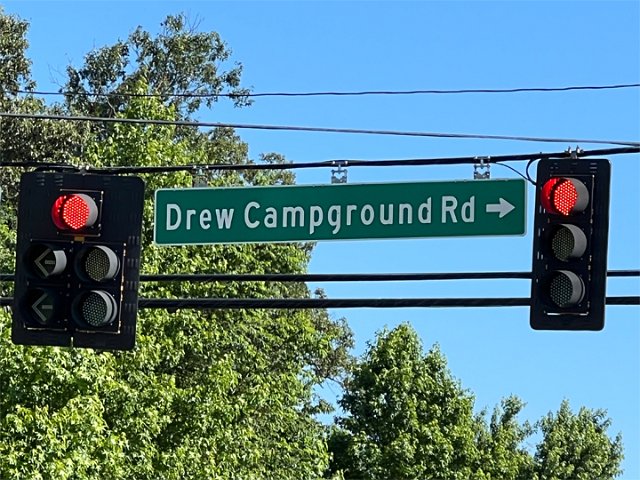 Drew Campground Rd →